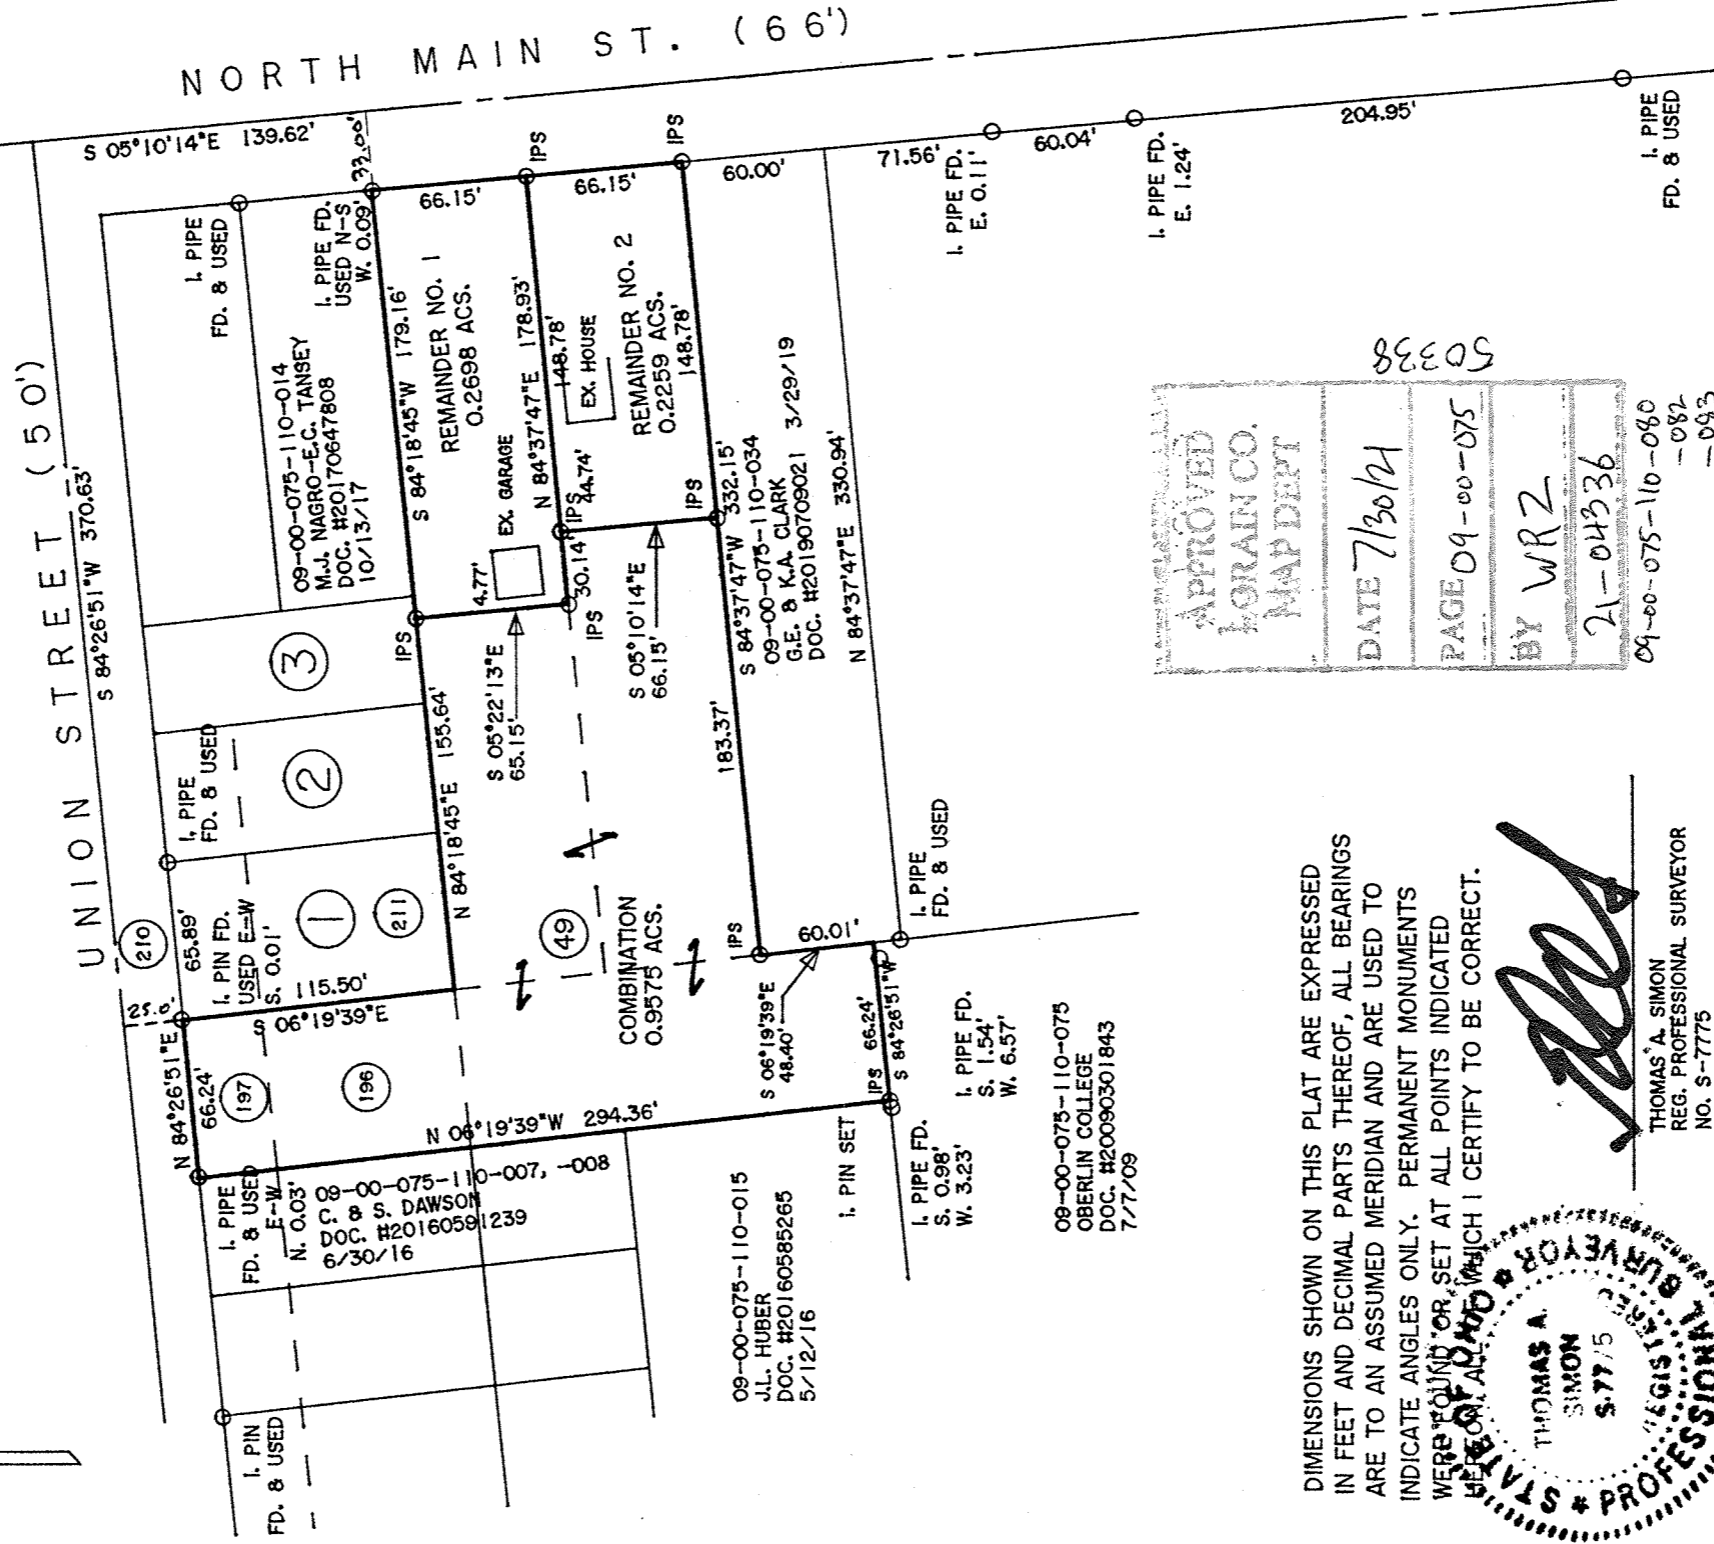 NORTH MAIN ST. (66')
UNION STREET (50')
S 84°26'51"W 370.63'
S 05°10'14"E 139.62'
33.00'
I. PIPE
FD. & USED
I. PIPE FD.
USED N-S
W. 0.09'
66.15'
IPS
66.15'
IPS
60.00'
71.56'
I. PIPE FD.
E. 0.11'
60.04'
I. PIPE FD.
E. 1.24'
204.95'
I. PIPE
FD. & USED
09-00-075-110-014
M.J. NAGRO-E.C. TANSEY
DOC. #20170647808
10/13/17
S 84°18'45"W 179.16'
REMAINDER NO. 1
0.2698 ACS.
N 84°37'47"E 178.93'
148.78'
EX. HOUSE
REMAINDER NO. 2
0.2259 ACS.
148.78'
EX. GARAGE
4.77'
IPS
44.74'
30.14'
IPS
IPS
IPS
332.15'
S 84°37'47"W
09-00-075-110-034
G.E. & K.A. CLARK
DOC. #20190709021 3/29/19
N 84°37'47"E 330.94'
S 05°22'13"E
65.15'
S 05°10'14"E
66.15'
183.37'
3
2
1
211
210
I. PIPE
FD. & USED
65.89'
I. PIN FD.
USED E-W
S. 0.01'
25.0'
115.50'
S 06°19'39"E
N 84°18'45"E 155.64'
49
COMBINATION
0.9575 ACS.
IPS
60.01'
I. PIPE
FD. & USED
S 06°19'39"E
48.40'
66.24'
S 84°26'51"W
IPS
I. PIPE FD.
S. 1.54'
W. 6.57'
N 84°26'51"E
66.24'
197
196
N 06°19'39"W 294.36'
I. PIPE
FD. & USED
E-W
N. 0.03'
09-00-075-110-007, -008
C. & S. DAWSON
DOC. #20160591239
6/30/16
I. PIN SET
I. PIPE FD.
S. 0.98'
W. 3.23'
09-00-075-110-075
OBERLIN COLLEGE
DOC. #20090301843
7/7/09
09-00-075-110-015
J.L. HUBER
DOC. #20160585265
5/12/16
I. PIN
FD. & USED
APPROVED
LORAIN CO.
MAP DEPT
DATE 7/30/21
PAGE 09-00-075
BY WRZ
21-04336
50338
09-00-075-110-080
-082
-083
DIMENSIONS SHOWN ON THIS PLAT ARE EXPRESSED
IN FEET AND DECIMAL PARTS THEREOF, ALL BEARINGS
ARE TO AN ASSUMED MERIDIAN AND ARE USED TO
INDICATE ANGLES ONLY. PERMANENT MONUMENTS
WERE FOUND OR SET AT ALL POINTS INDICATED
HEREON, ALL OF WHICH I CERTIFY TO BE CORRECT.
THOMAS A. SIMON
REG. PROFESSIONAL SURVEYOR
NO. S-7775
STATE OF OHIO
THOMAS A.
SIMON
S-7775
REGISTERED
PROFESSIONAL SURVEYOR